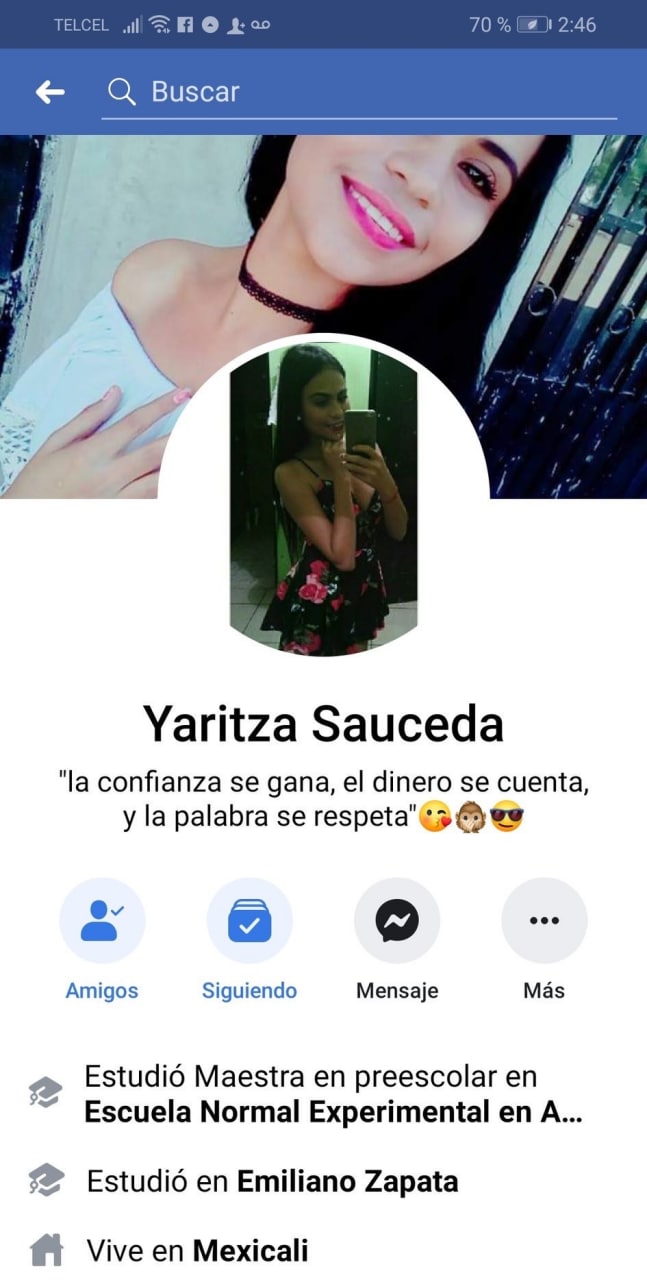 TELCEL 70 % 2:46
Buscar
Yaritza Sauceda
"la confianza se gana, el dinero se cuenta,
y la palabra se respeta"😘🙊😎
Amigos Siguiendo Mensaje Más
Estudió Maestra en preescolar en
Escuela Normal Experimental en A...
Estudió en Emiliano Zapata
Vive en Mexicali